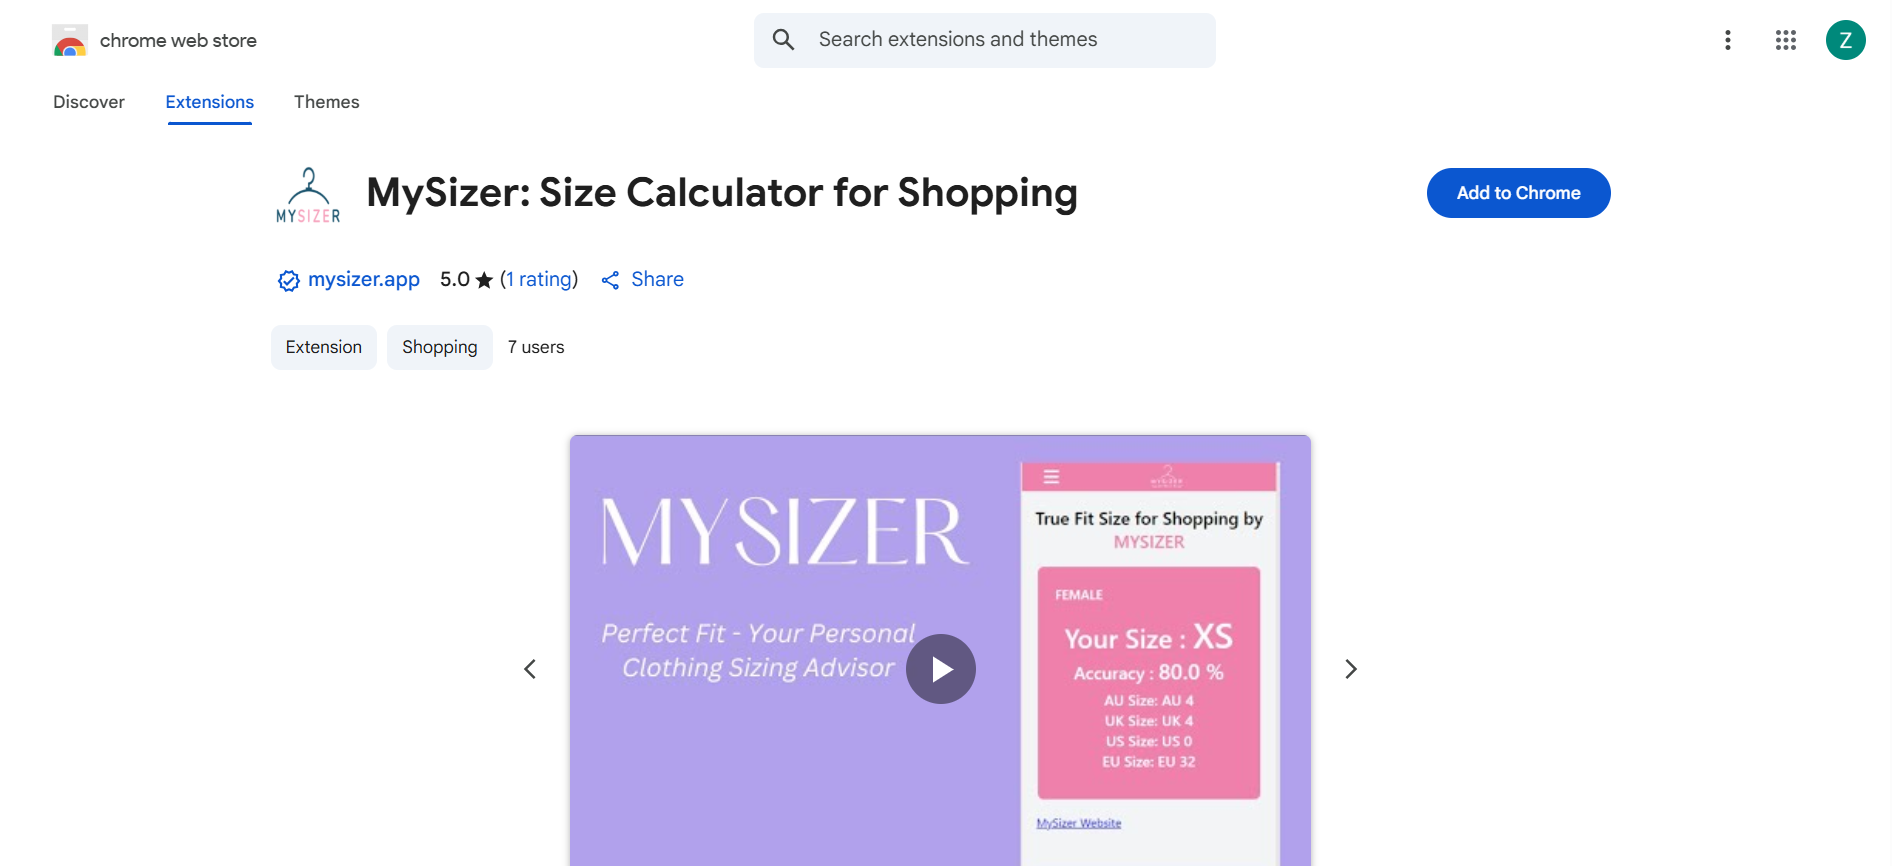 chrome web store
Search extensions and themes
Z
Discover
Extensions
Themes
MYSIZER
MySizer: Size Calculator for Shopping
Add to Chrome
mysizer.app
5.0 ★ (1 rating)
Share
Extension
Shopping
7 users
MYSIZER
Perfect Fit - Your Personal
Clothing Sizing Advisor
MYSIZER
True Fit Size for Shopping by
MYSIZER
FEMALE
Your Size : XS
Accuracy : 80.0 %
AU Size: AU 4
UK Size: UK 4
US Size: US 0
EU Size: EU 32
MySizer Website